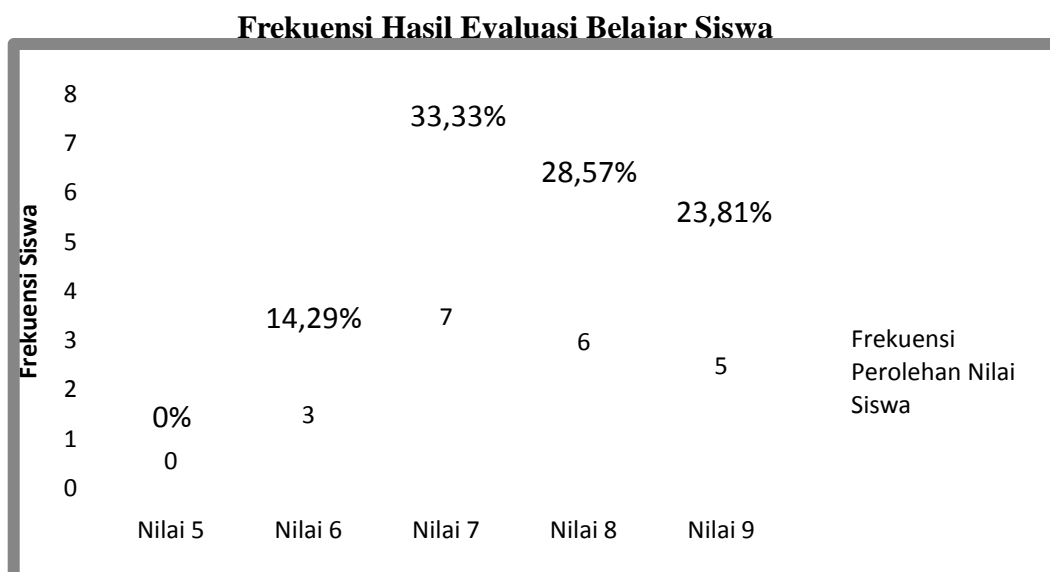 Frekuensi Hasil Evaluasi Belajar Siswa
8
7
6
5
4
3
2
1
0
Frekuensi Siswa
0%
14,29%
33,33%
28,57%
23,81%
0
3
7
6
5
Nilai 5
Nilai 6
Nilai 7
Nilai 8
Nilai 9
Frekuensi
Perolehan Nilai
Siswa